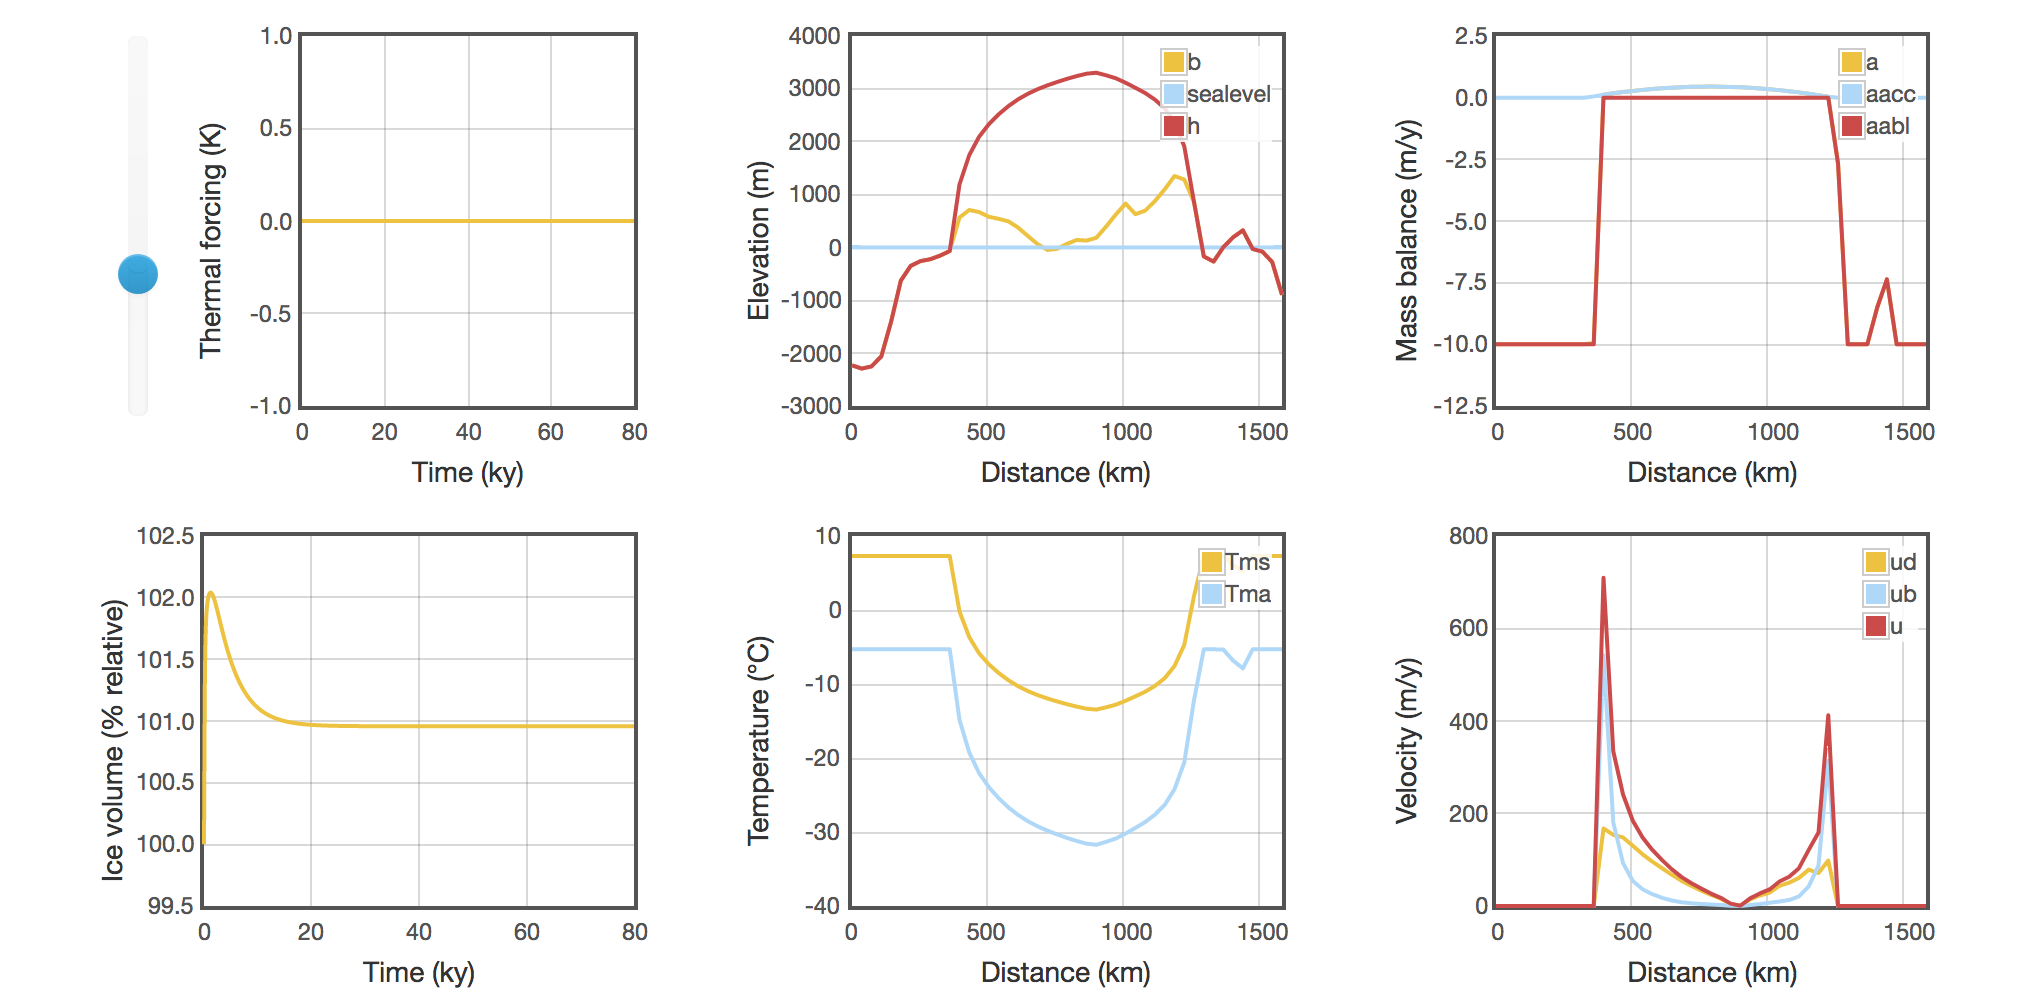 1.0
0.5
0.0
-0.5
-1.0
Thermal forcing (K)
0 20 40 60 80
Time (ky)
4000
3000
2000
1000
0
-1000
-2000
-3000
Elevation (m)
b
sealevel
h
0 500 1000 1500
Distance (km)
2.5
0.0
-2.5
-5.0
-7.5
-10.0
-12.5
Mass balance (m/y)
a
aacc
aabl
0 500 1000 1500
Distance (km)
102.5
102.0
101.5
101.0
100.5
100.0
99.5
Ice volume (% relative)
0 20 40 60 80
Time (ky)
10
0
-10
-20
-30
-40
Temperature (°C)
Tms
Tma
0 500 1000 1500
Distance (km)
800
600
400
200
0
Velocity (m/y)
ud
ub
u
0 500 1000 1500
Distance (km)